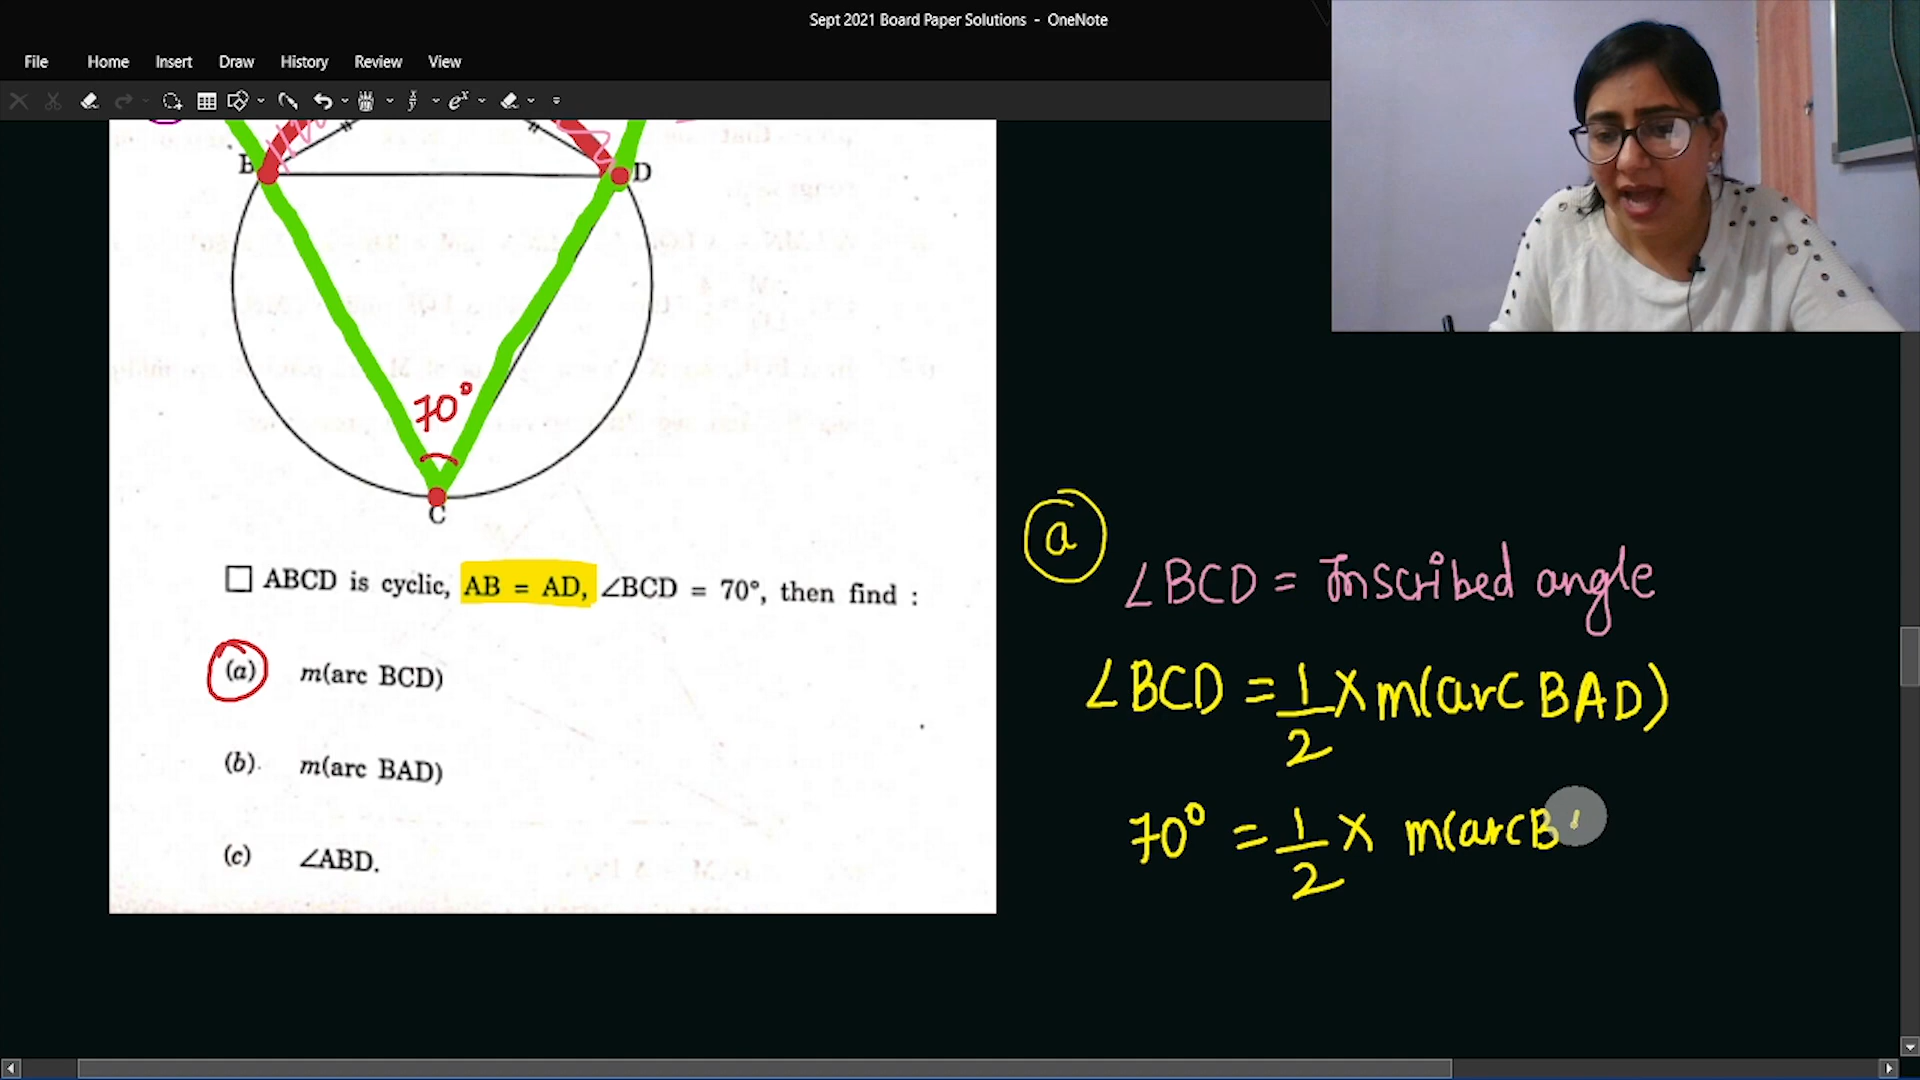 Sept 2021 Board Paper Solutions - OneNote
File Home Insert Draw History Review View
B
D
70°
C
□ ABCD is cyclic, AB = AD, ∠BCD = 70°, then find :
(a) m(arc BCD)
(b). m(arc BAD)
(c) ∠ABD.
a
∠BCD = Inscribed angle
∠BCD = 1/2 × m(arc BAD)
70° = 1/2 × m(arc B